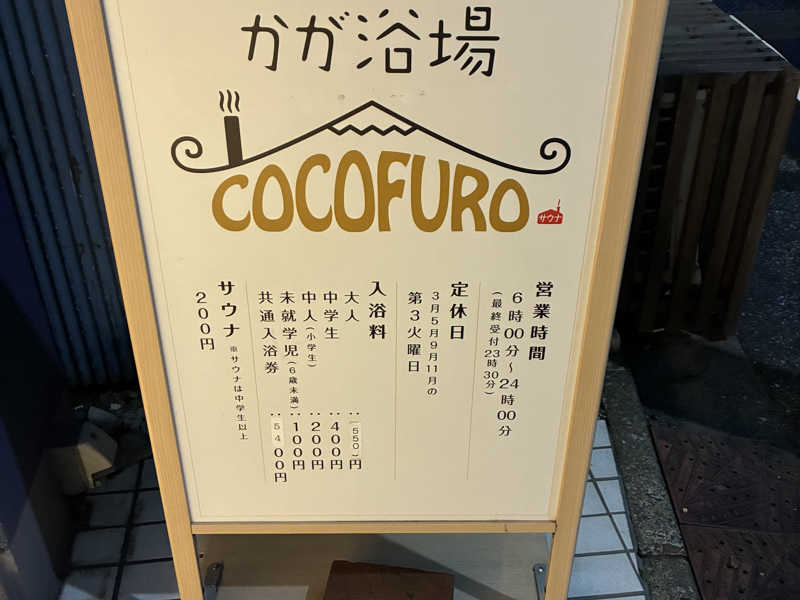 かが浴場
COCOFURO
サウナ
営業時間
6時00分～24時00分
(最終受付23時30分)
定休日
3月5月9月11月の
第3火曜日
入浴料
大人：550円
中学生：400円
中人(小学生)：200円
未就学児(6歳未満)：100円
共通入浴券：5400円
サウナ ※サウナは中学生以上
200円